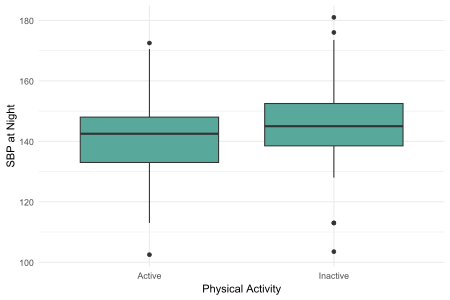 180
160
140
120
100
SBP at Night
Active
Inactive
Physical Activity